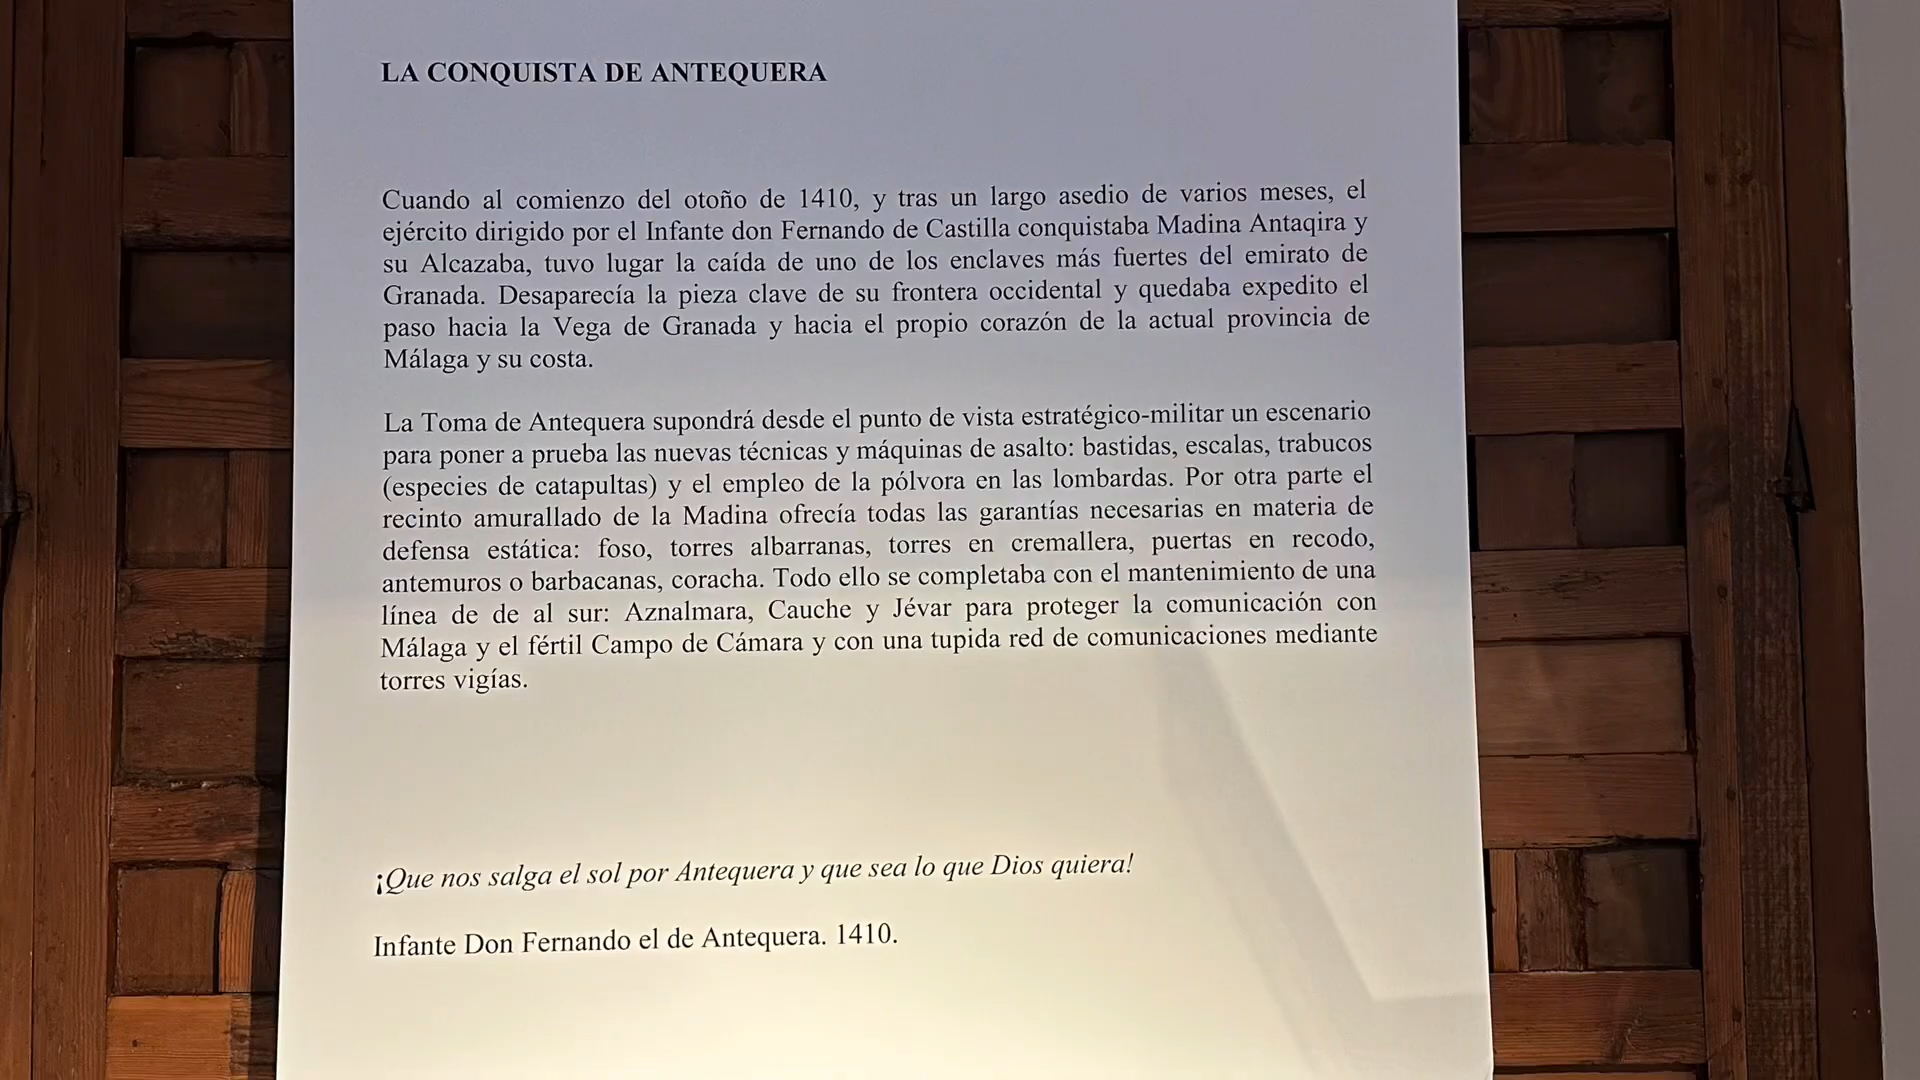 LA CONQUISTA DE ANTEQUERA
Cuando al comienzo del otoño de 1410, y tras un largo asedio de varios meses, el
ejército dirigido por el Infante don Fernando de Castilla conquistaba Madina Antaqira y
su Alcazaba, tuvo lugar la caída de uno de los enclaves más fuertes del emirato de
Granada. Desaparecía la pieza clave de su frontera occidental y quedaba expedito el
paso hacia la Vega de Granada y hacia el propio corazón de la actual provincia de
Málaga y su costa.
La Toma de Antequera supondrá desde el punto de vista estratégico-militar un escenario
para poner a prueba las nuevas técnicas y máquinas de asalto: bastidas, escalas, trabucos
(especies de catapultas) y el empleo de la pólvora en las lombardas. Por otra parte el
recinto amurallado de la Madina ofrecía todas las garantías necesarias en materia de
defensa estática: foso, torres albarranas, torres en cremallera, puertas en recodo,
antemuros o barbacanas, coracha. Todo ello se completaba con el mantenimiento de una
línea de de al sur: Aznalmara, Cauche y Jévar para proteger la comunicación con
Málaga y el fértil Campo de Cámara y con una tupida red de comunicaciones mediante
torres vigías.
¡Que nos salga el sol por Antequera y que sea lo que Dios quiera!
Infante Don Fernando el de Antequera. 1410.